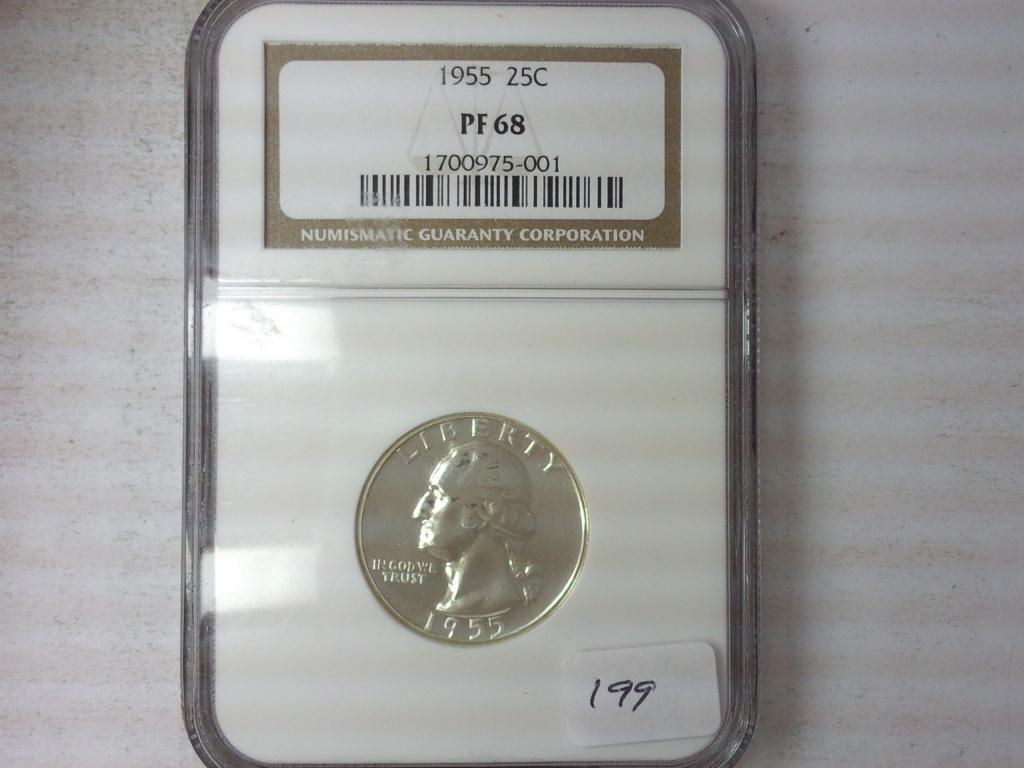 1955 25C
PF 68
1700975-001
NUMISMATIC GUARANTY CORPORATION
LIBERTY
IN GOD WE
TRUST
1955
199